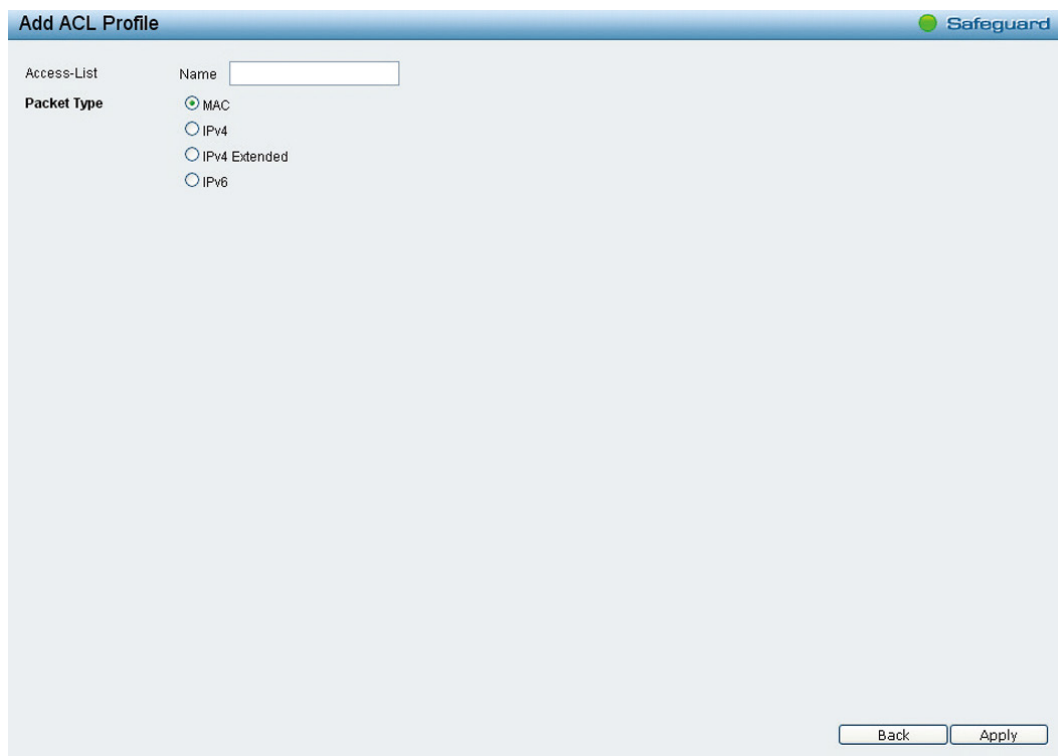 Add ACL Profile
Safeguard
Access-List Name
Packet Type MAC
IPv4
IPv4 Extended
IPv6
Back Apply